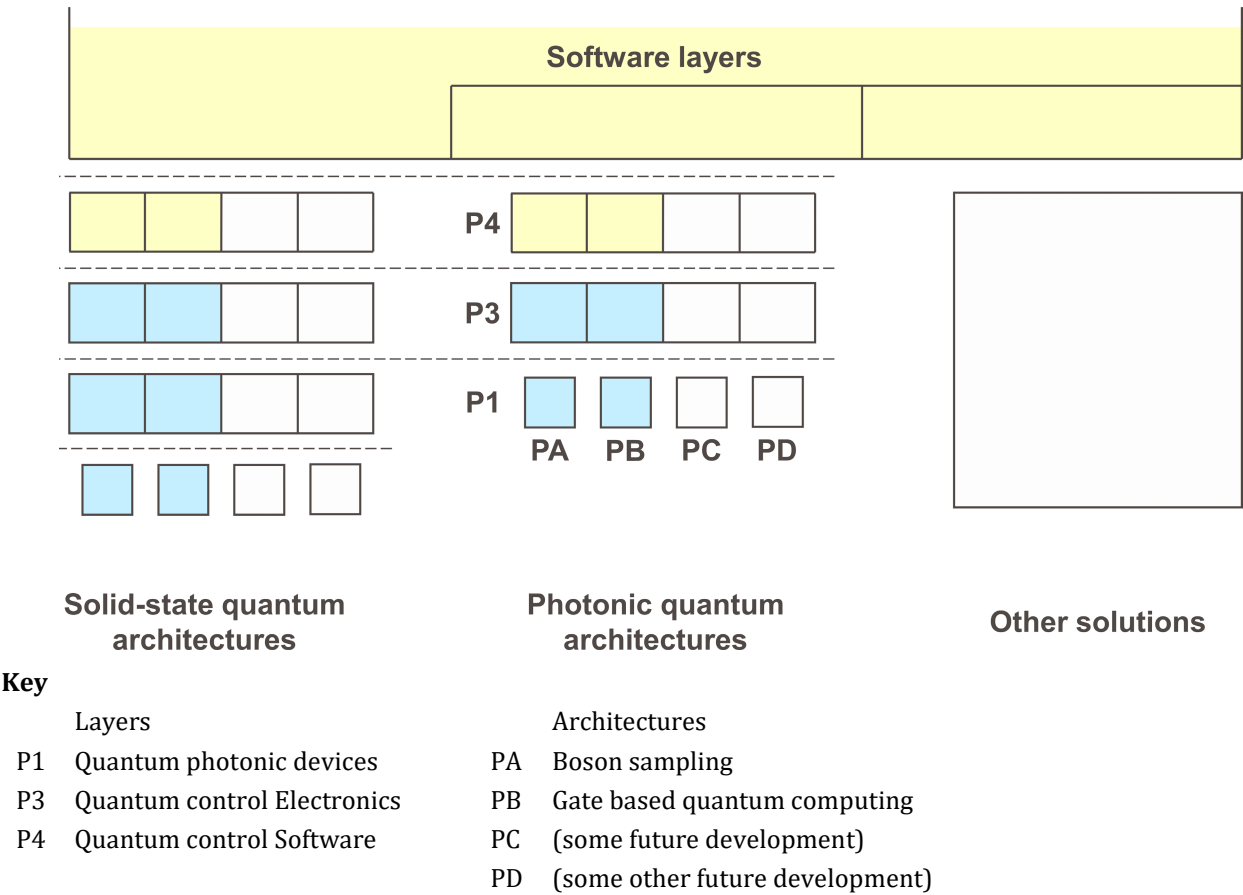 Software layers
P4
P3
P1
PA PB PC PD
Solid-state quantum
architectures
Photonic quantum
architectures
Other solutions
Key
Layers Architectures
P1 Quantum photonic devices PA Boson sampling
P3 Quantum control Electronics PB Gate based quantum computing
P4 Quantum control Software PC (some future development)
PD (some other future development)